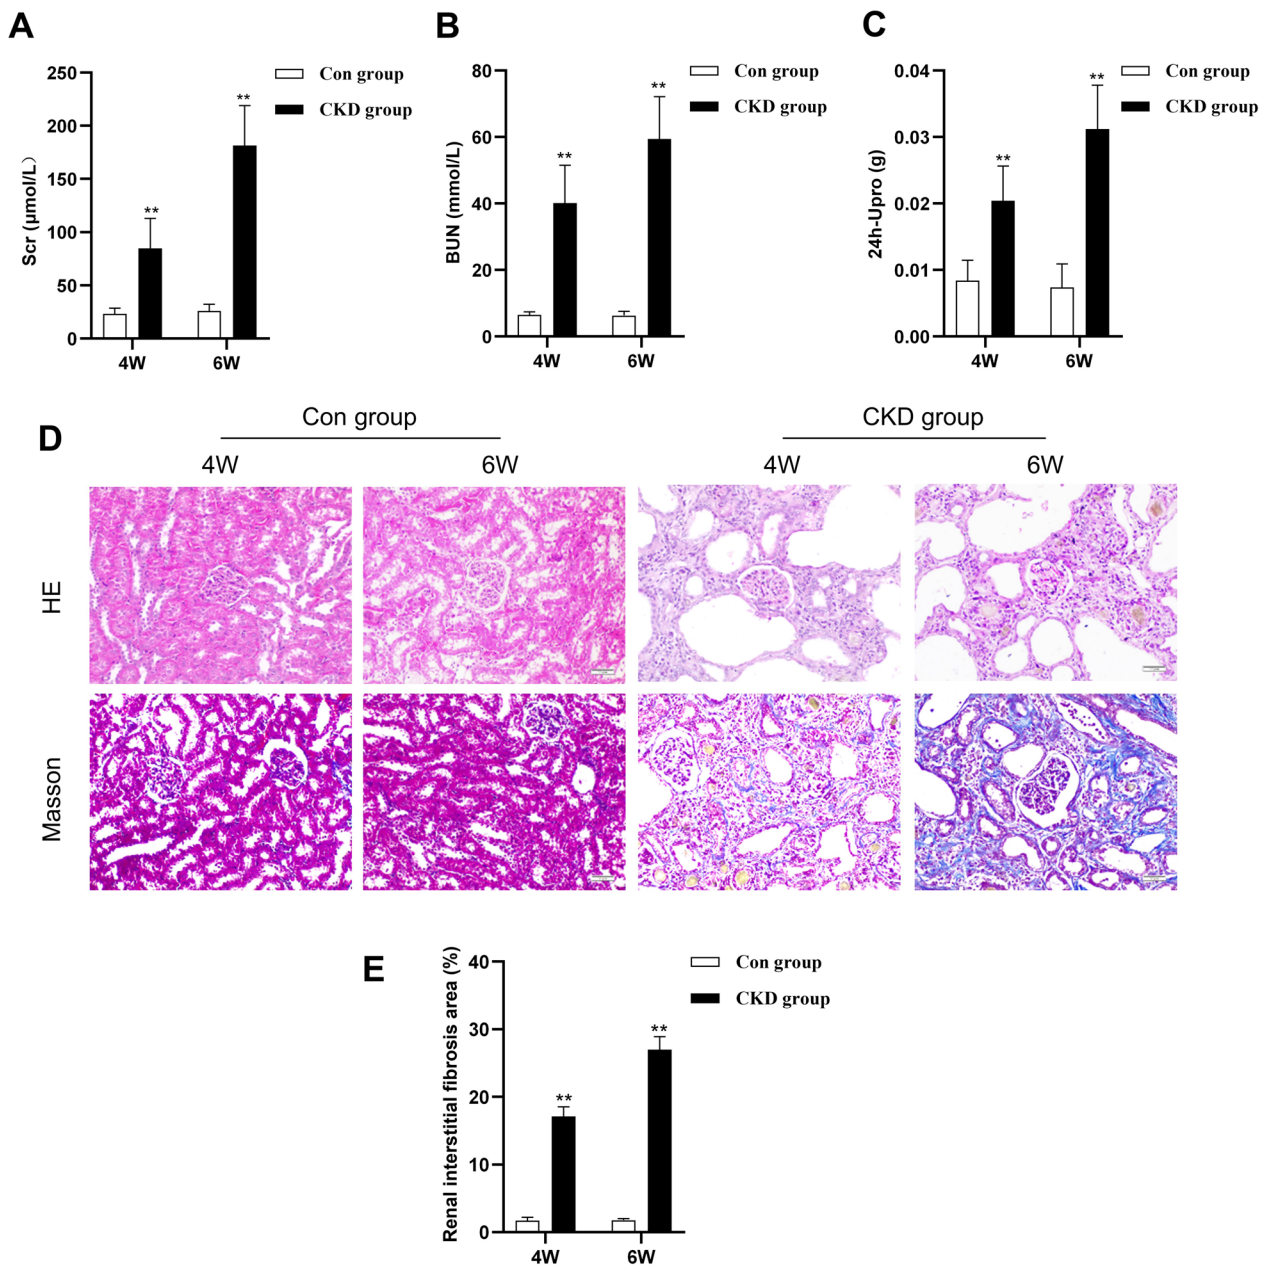 A
Scr (μmol/L）
250
200
150
100
50
0
**
**
4W
6W
Con group
CKD group
B
BUN (mmol/L)
80
60
40
20
0
**
**
4W
6W
Con group
CKD group
C
24h-Upro (g)
0.04
0.03
0.02
0.01
0.00
**
**
4W
6W
Con group
CKD group
D
Con group
CKD group
4W
6W
4W
6W
HE
Masson
E
Renal interstitial fibrosis area (%)
40
30
20
10
0
**
**
4W
6W
Con group
CKD group